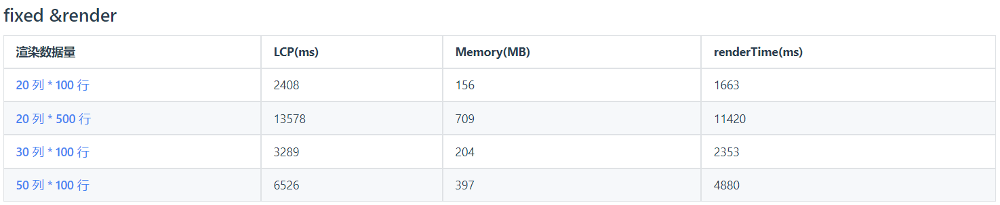 fixed &render
渲染数据量 LCP(ms) Memory(MB) renderTime(ms)
20 列 * 100 行 2408 156 1663
20 列 * 500 行 13578 709 11420
30 列 * 100 行 3289 204 2353
50 列 * 100 行 6526 397 4880